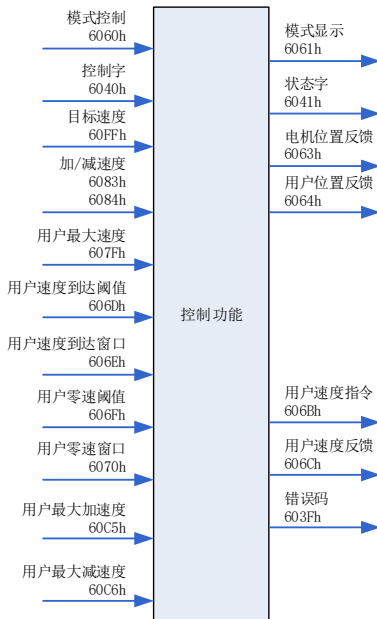 模式控制
6060h
控制字
6040h
目标速度
60FFh
加/减速度
6083h
6084h
用户最大速度
607Fh
用户速度到达阈值
606Dh
用户速度到达窗口
606Eh
用户零速阈值
606Fh
用户零速窗口
6070h
用户最大加速度
60C5h
用户最大减速度
60C6h
控制功能
模式显示
6061h
状态字
6041h
电机位置反馈
6063h
用户位置反馈
6064h
用户速度指令
606Bh
用户速度反馈
606Ch
错误码
603Fh